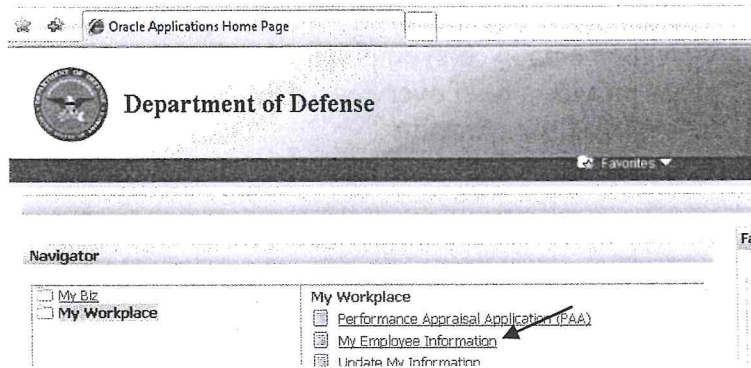 Oracle Applications Home Page
Department of Defense
Favorites
Navigator
Fa
My Biz
My Workplace
My Workplace
Performance Appraisal Application (PAA)
My Employee Information
Update My Information